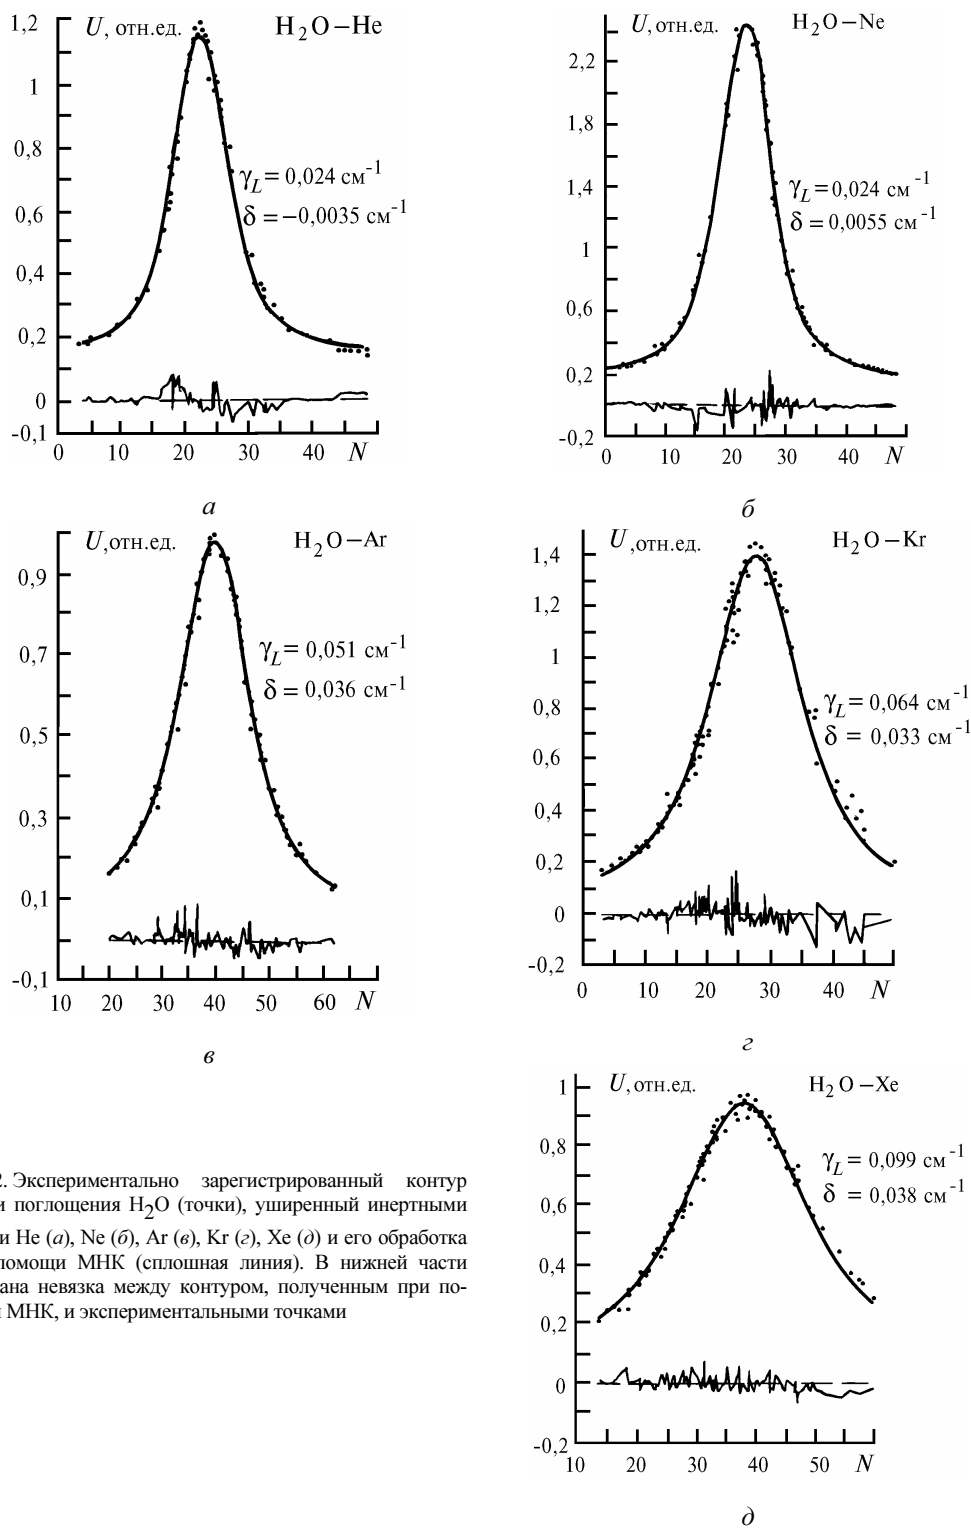 U, отн.ед. H2O–He
1,2
1
0,8
0,6
0,4
0,2
0
-0,1
γL = 0,024 см-1
δ = −0,0035 см-1
0 10 20 30 40 N
а
U, отн.ед. H2O–Ne
2,2
1,8
1,4
1
0,6
0,2
-0,2
γL = 0,024 см-1
δ = 0,0055 см-1
0 10 20 30 40 N
б
U, отн.ед. H2O–Ar
0,9
0,7
0,5
0,3
0,1
-0,1
γL = 0,051 см-1
δ = 0,036 см-1
10 20 30 40 50 60 N
в
U, отн.ед. H2O–Kr
1,4
1,2
1
0,8
0,6
0,4
0,2
0
-0,2
γL = 0,064 см-1
δ = 0,033 см-1
0 10 20 30 40 N
г
U, отн.ед. H2O–Xe
1
0,8
0,6
0,4
0,2
0
-0,2
γL = 0,099 см-1
δ = 0,038 см-1
10 20 30 40 50 N
д
2. Экспериментально зарегистрированный контур
и поглощения H2O (точки), уширенный инертными
и He (а), Ne (б), Ar (в), Kr (г), Xe (д) и его обработка
помощи МНК (сплошная линия). В нижней части
ана невязка между контуром, полученным при по-
и МНК, и экспериментальными точками